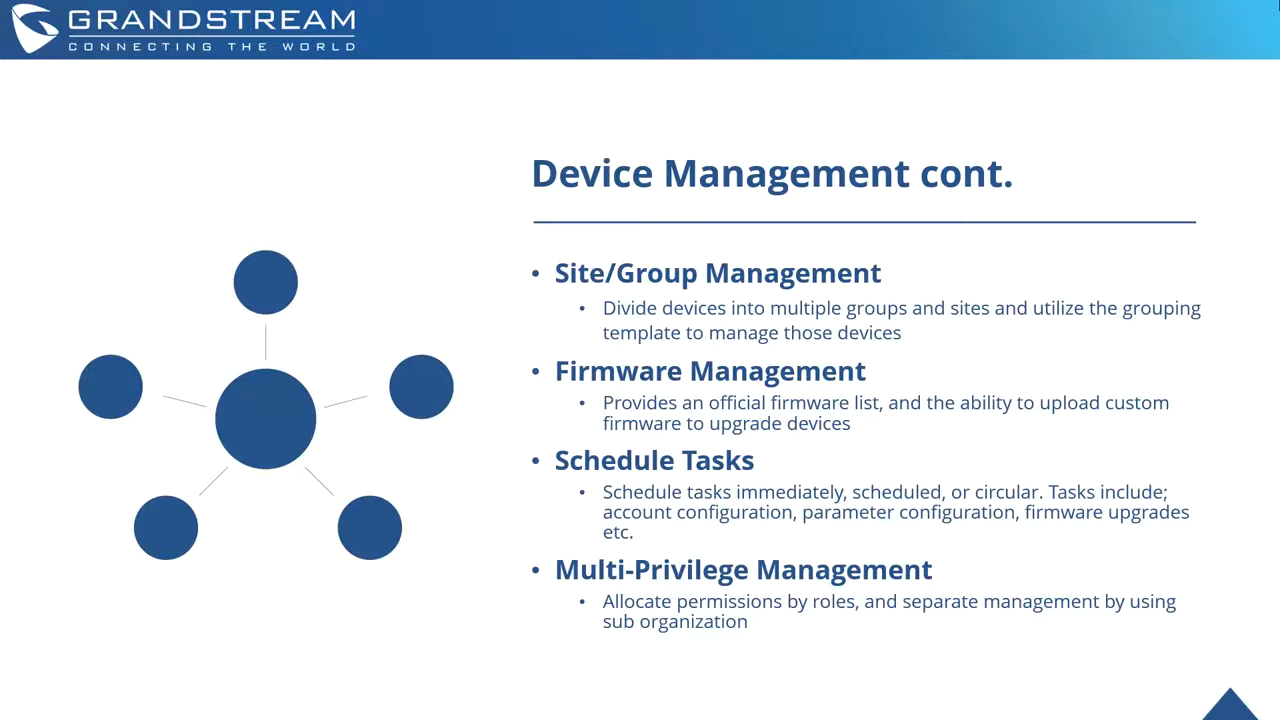 GRANDSTREAM
CONNECTING THE WORLD
Device Management cont.
• Site/Group Management
• Divide devices into multiple groups and sites and utilize the grouping
template to manage those devices
• Firmware Management
• Provides an official firmware list, and the ability to upload custom
firmware to upgrade devices
• Schedule Tasks
• Schedule tasks immediately, scheduled, or circular. Tasks include;
account configuration, parameter configuration, firmware upgrades
etc.
• Multi-Privilege Management
• Allocate permissions by roles, and separate management by using
sub organization